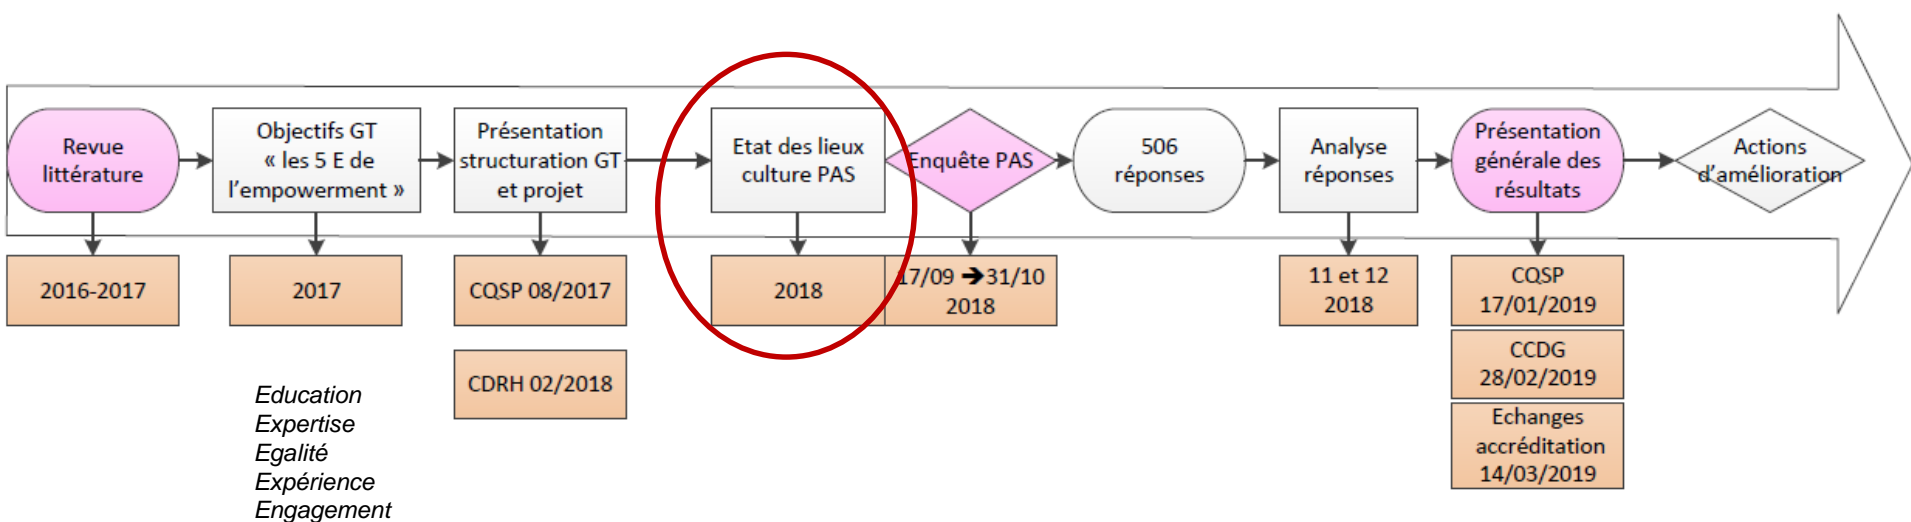 Revue
littérature
Objectifs GT
« les 5 E de
l'empowerment »
Présentation
structuration GT
et projet
Etat des lieux
culture PAS
Enquête PAS
506
réponses
Analyse
réponses
Présentation
générale des
résultats
Actions
d'amélioration
2016-2017
2017
CQSP 08/2017
CDRH 02/2018
2018
17/09 ➔31/10
2018
11 et 12
2018
CQSP
17/01/2019
CCDG
28/02/2019
Echanges
accréditation
14/03/2019
Education
Expertise
Egalité
Expérience
Engagement